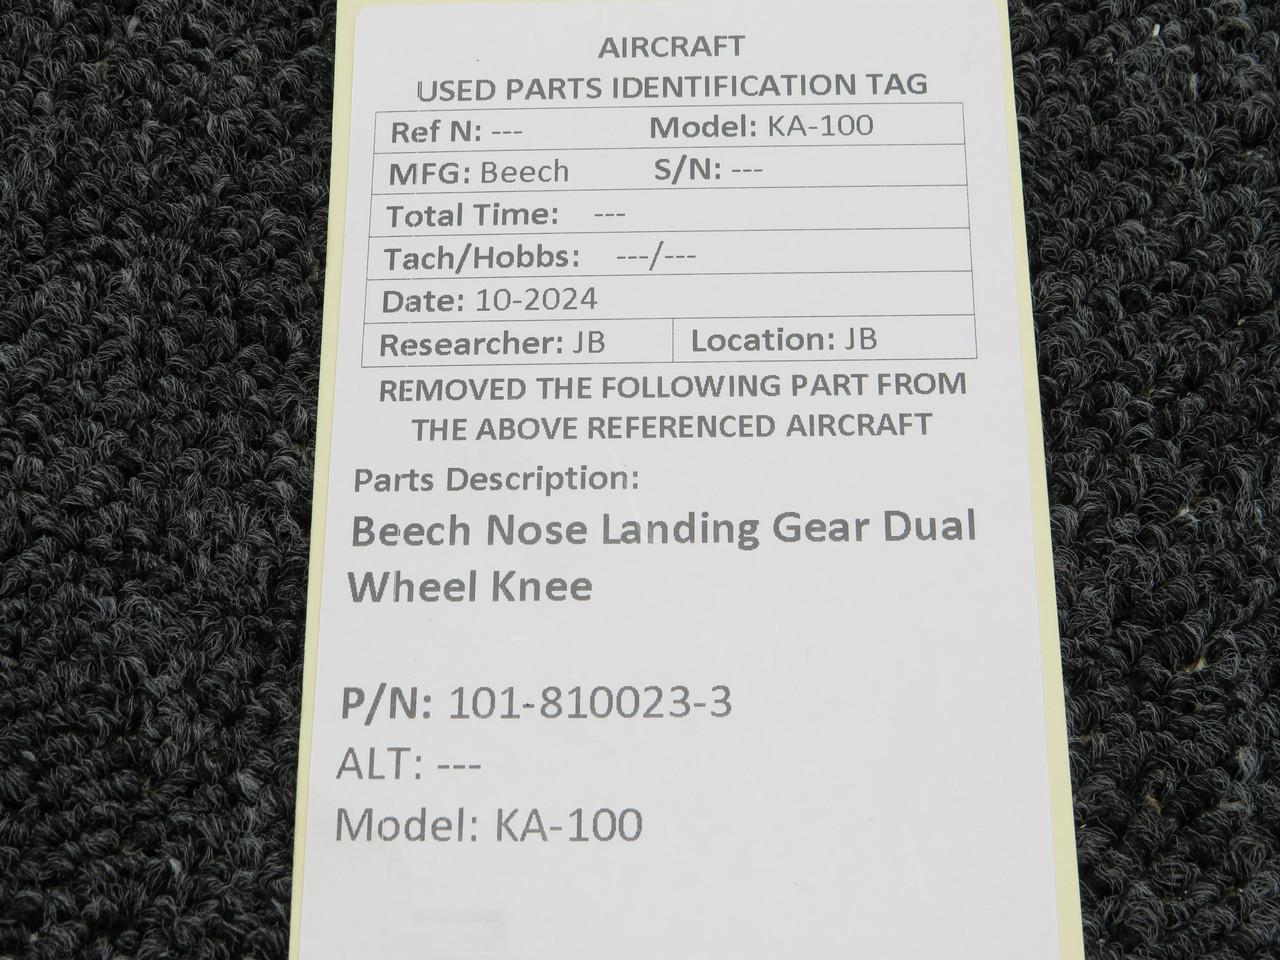 AIRCRAFT
USED PARTS IDENTIFICATION TAG
Ref N: --- Model: KA-100
MFG: Beech S/N: ---
Total Time: ---
Tach/Hobbs: ---/---
Date: 10-2024
Researcher: JB Location: JB
REMOVED THE FOLLOWING PART FROM
THE ABOVE REFERENCED AIRCRAFT
Parts Description:
Beech Nose Landing Gear Dual
Wheel Knee
P/N: 101-810023-3
ALT: ---
Model: KA-100